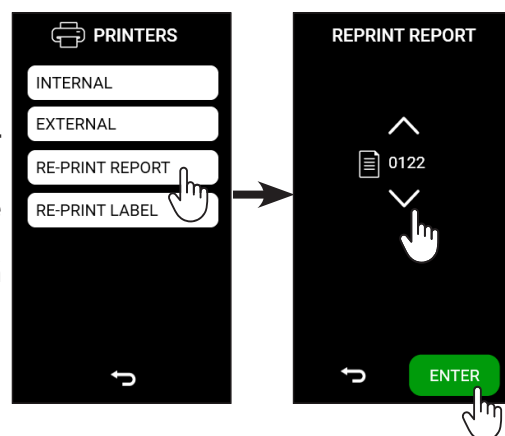 PRINTERS
INTERNAL
EXTERNAL
RE-PRINT REPORT
RE-PRINT LABEL
REPRINT REPORT
0122
ENTER